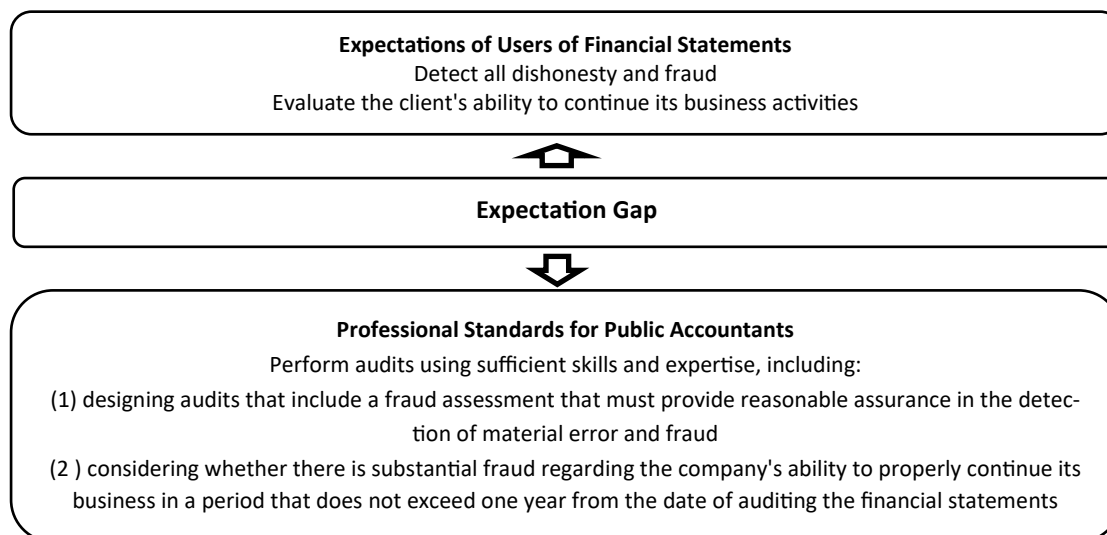 Expectations of Users of Financial Statements
Detect all dishonesty and fraud
Evaluate the client's ability to continue its business activities
Expectation Gap
Professional Standards for Public Accountants
Perform audits using sufficient skills and expertise, including:
(1) designing audits that include a fraud assessment that must provide reasonable assurance in the detec-
tion of material error and fraud
(2 ) considering whether there is substantial fraud regarding the company's ability to properly continue its
business in a period that does not exceed one year from the date of auditing the financial statements